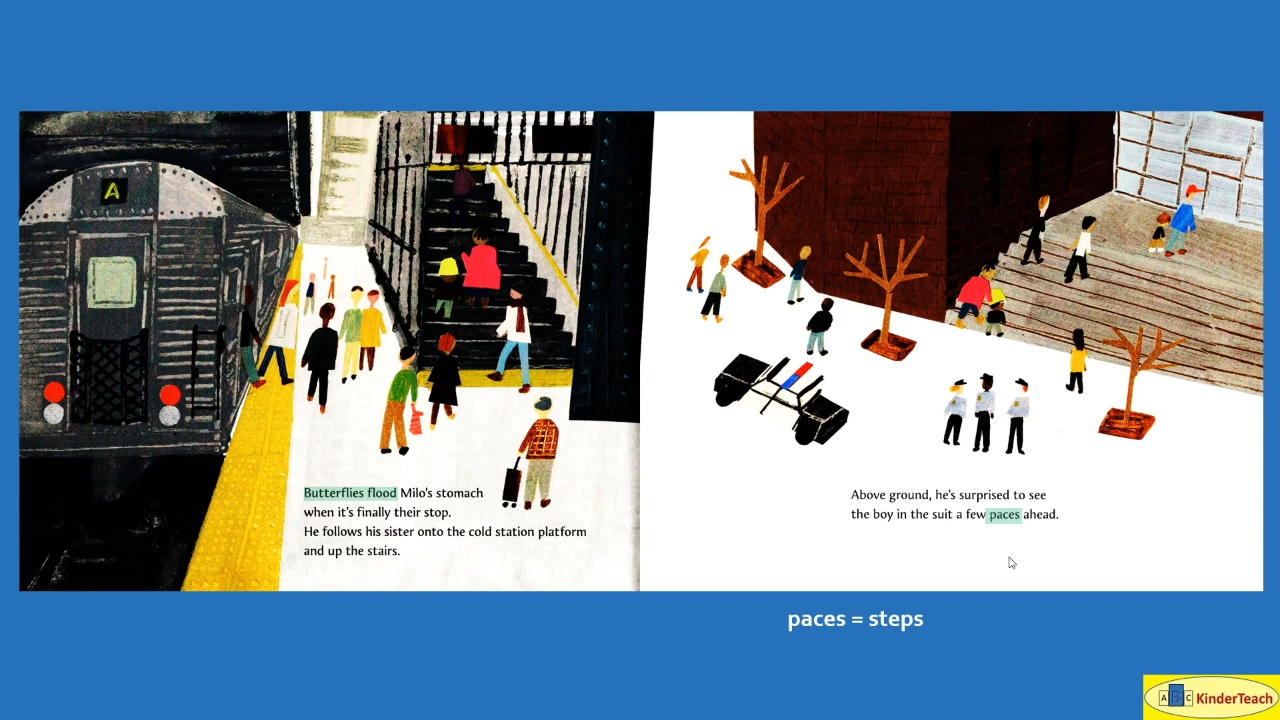 A
Butterflies flood Milo's stomach
when it's finally their stop.
He follows his sister onto the cold station platform
and up the stairs.
Above ground, he's surprised to see
the boy in the suit a few paces ahead.
paces = steps
A B C KinderTeach